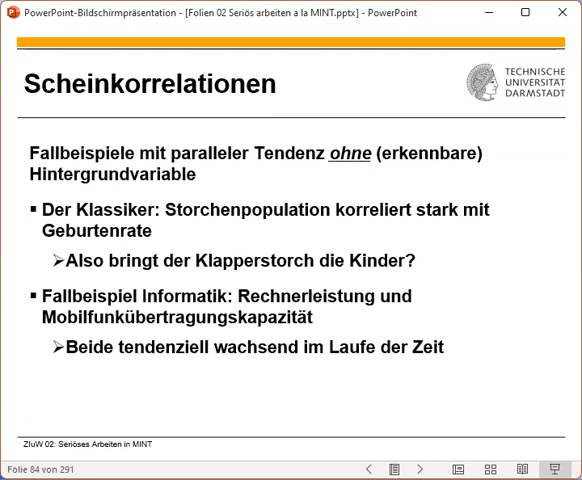 PowerPoint-Bildschirmpräsentation - [Folien 02 Seriös arbeiten a la MINT.pptx] - PowerPoint
Scheinkorrelationen
TECHNISCHE
UNIVERSITÄT
DARMSTADT
Fallbeispiele mit paralleler Tendenz ohne (erkennbare)
Hintergrundvariable
▪ Der Klassiker: Storchenpopulation korreliert stark mit
Geburtenrate
➢Also bringt der Klapperstorch die Kinder?
▪ Fallbeispiel Informatik: Rechnerleistung und
Mobilfunkübertragungskapazität
➢Beide tendenziell wachsend im Laufe der Zeit
ZIuW 02: Seriöses Arbeiten in MINT
Folie 84 von 291